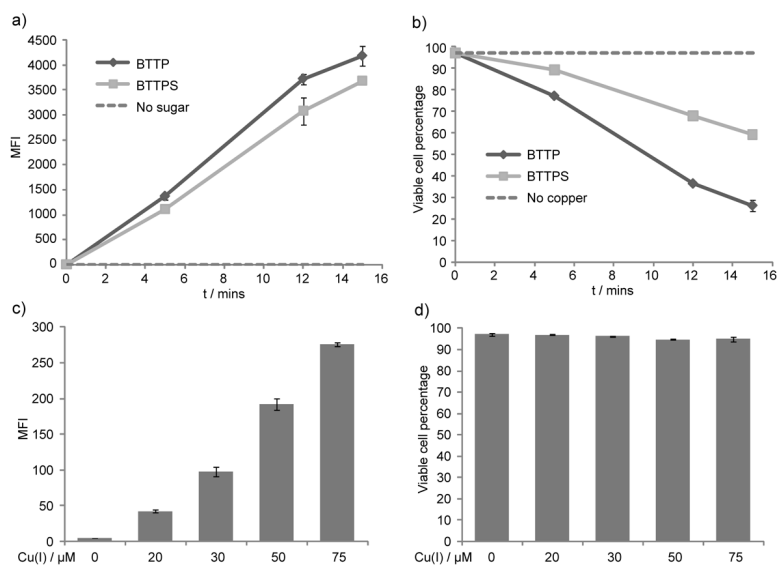 a)
4500
4000
3500
3000
2500
2000
1500
1000
500
0
MFI
BTTP
BTTPS
No sugar
0 2 4 6 8 10 12 14 16
t / mins
b)
100
90
80
70
60
50
40
30
20
10
0
Viable cell percentage
BTTP
BTTPS
No copper
0 2 4 6 8 10 12 14 16
t / mins
c)
300
250
200
150
100
50
0
MFI
Cu(I) / µM 0 20 30 50 75
d)
100
90
80
70
60
50
40
30
20
10
0
Viable cell percentage
Cu(I) / µM 0 20 30 50 75